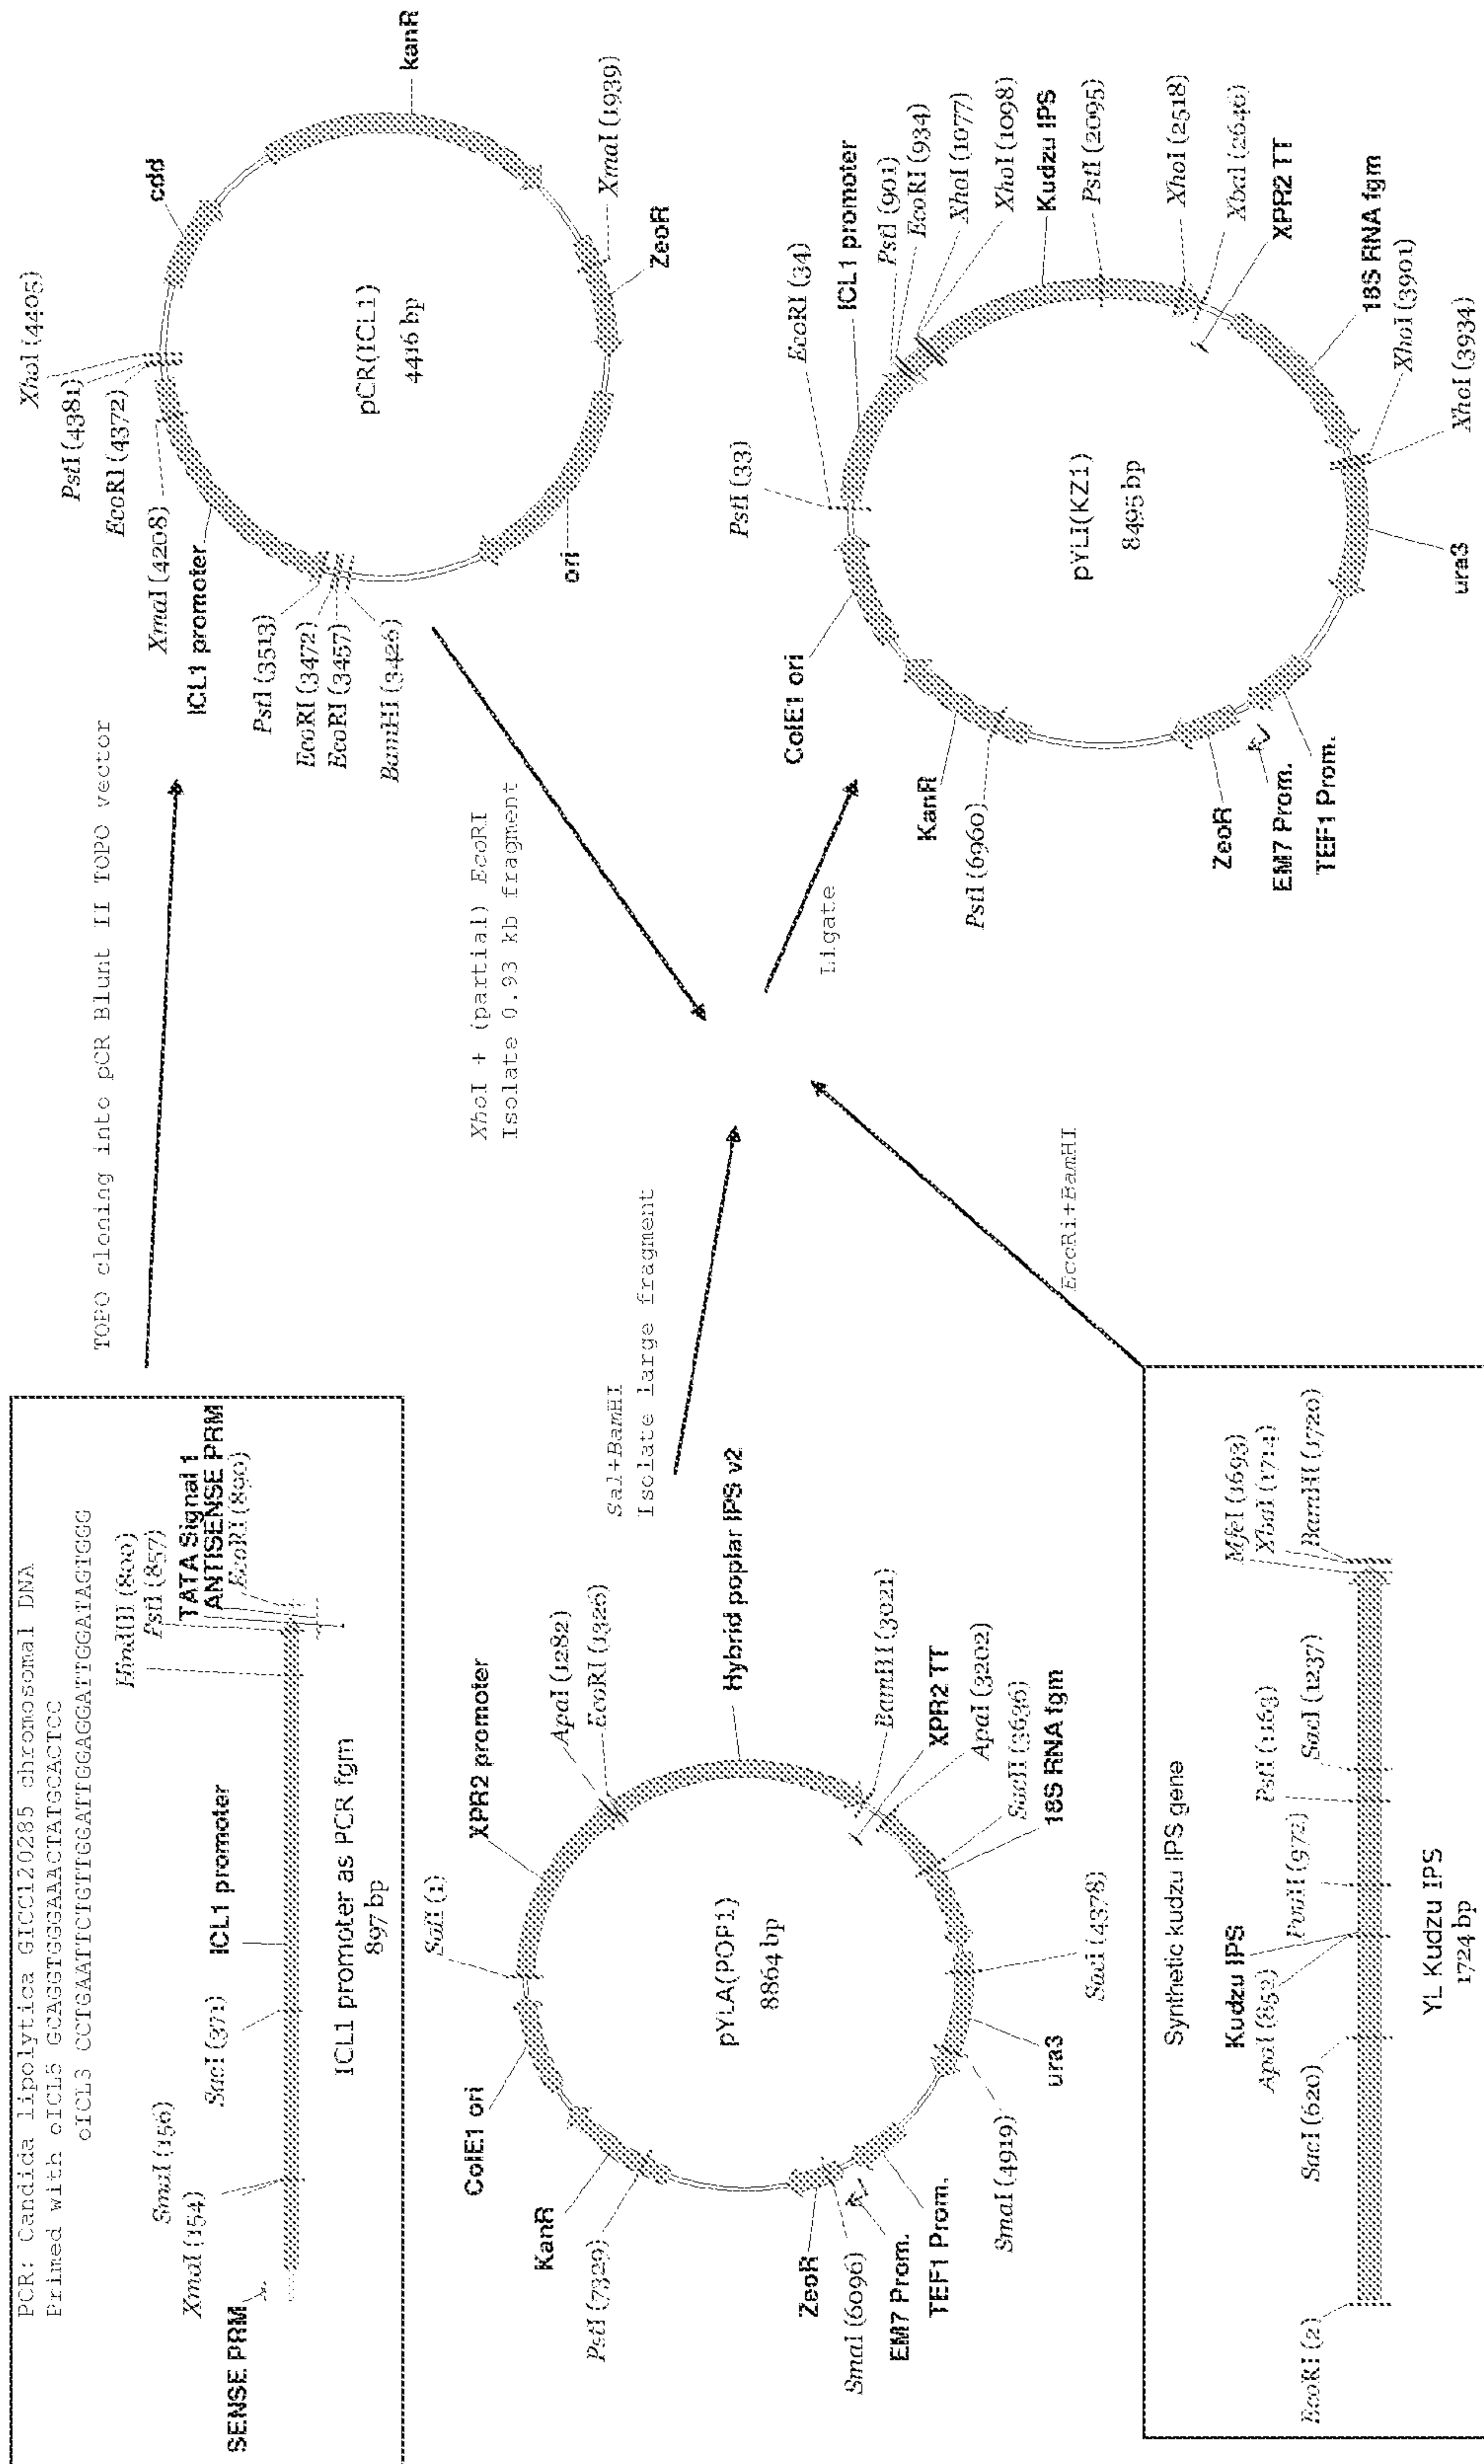 PCR: Candida lipolytica GICC120285 chromosomal DNA
Primed with oICL5 GCAGGTGGGAAACTATGCACTCC
oICL3 CCTGAATTCTGTTGGATTGGAGGATTGGATAGTGGG
SENSE PRM
XmaI (154)
SmaI (156)
SacI (371)
ICL1 promoter
HindIII (800)
PstI (857)
TATA Signal 1
ANTISENSE PRM
EcoRI (890)
ICL1 promoter as PCR fgm
897 bp
TOPO cloning into pCR Blunt II TOPO vector
XhoI (4405)
PstI (4381)
EcoRI (4372)
XmaI (4208)
ICL1 promoter
PstI (3513)
EcoRI (3472)
EcoRI (3457)
BamHI (3426)
cdd
kanR
XmaI (1939)
ZeoR
ori
pCR(ICL1)
4416 bp
XhoI + (partial) EcoRI
Isolate 0.93 kb fragment
SalI (1)
XPR2 promoter
ApaI (1282)
EcoRI (1326)
Hybrid poplar IPS v2
BamHI (3021)
XPR2 TT
ApaI (3202)
SacII (3636)
18S RNA fgm
SacI (4378)
ura3
SmaI (4919)
TEF1 Prom.
EM7 Prom.
SmaI (6096)
ZeoR
PstI (7329)
KanR
ColE1 ori
pYLA(POP1)
8864 bp
Sal+BamHI
Isolate large fragment
Ligate
EcoRi+BamHI
PstI (33)
EcoRI (34)
ICL1 promoter
PstI (901)
EcoRI (934)
XhoI (1077)
XhoI (1098)
Kudzu IPS
PstI (2095)
XhoI (2518)
XbaI (2646)
XPR2 TT
18S RNA fgm
XhoI (3901)
XhoI (3934)
ura3
TEF1 Prom.
EM7 Prom.
ZeoR
PstI (6960)
KanR
ColE1 ori
pYLI(KZ1)
8495 bp
Synthetic kudzu IPS gene
EcoRI (2)
SacI (620)
ApaI (852)
Kudzu IPS
PvuII (972)
PstI (1163)
SacI (1237)
MfeI (1693)
XbaI (1714)
BamHI (1720)
YL Kudzu IPS
1724 bp